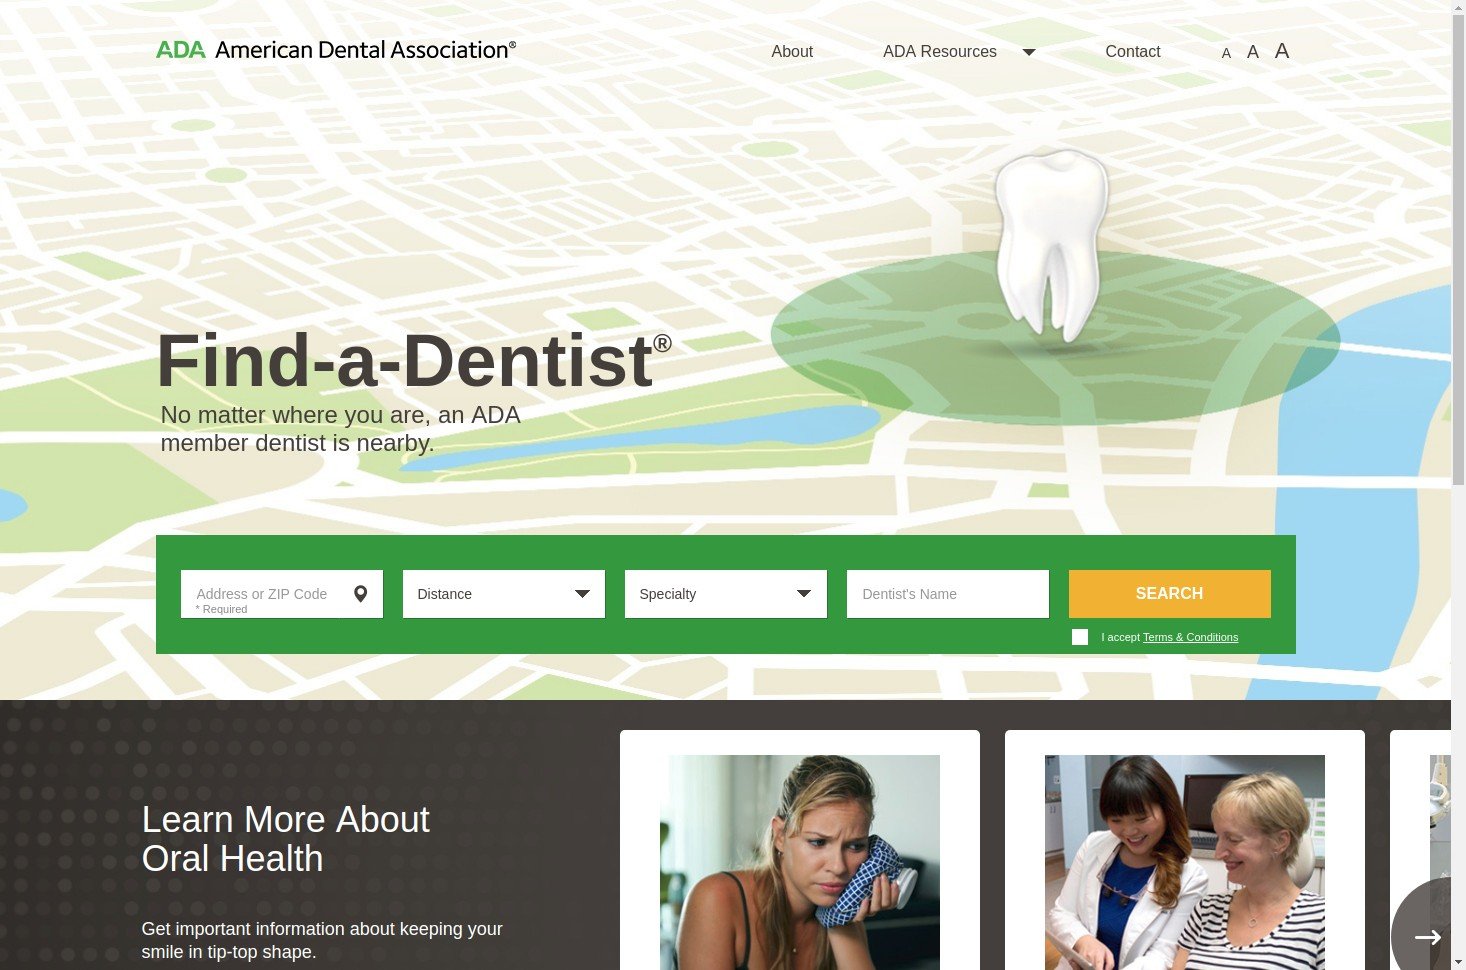 ADA American Dental Association®
About
ADA Resources
Contact
A A A
Find-a-Dentist®
No matter where you are, an ADA
member dentist is nearby.
Address or ZIP Code
* Required
Distance
Specialty
Dentist's Name
SEARCH
I accept Terms & Conditions
Learn More About
Oral Health
Get important information about keeping your
smile in tip-top shape.